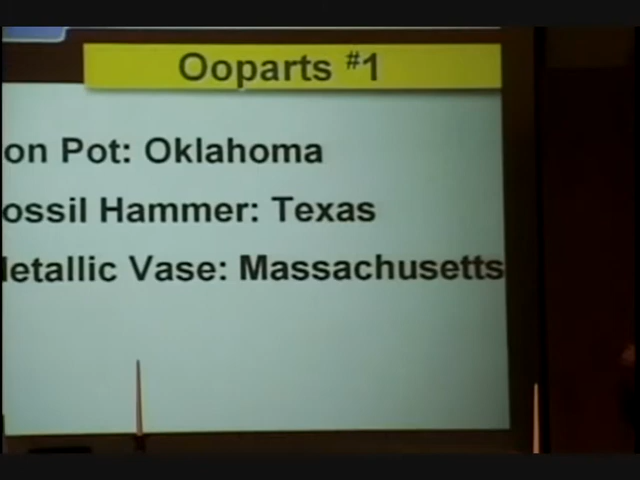 Ooparts #1
on Pot: Oklahoma
ossil Hammer: Texas
etallic Vase: Massachusetts